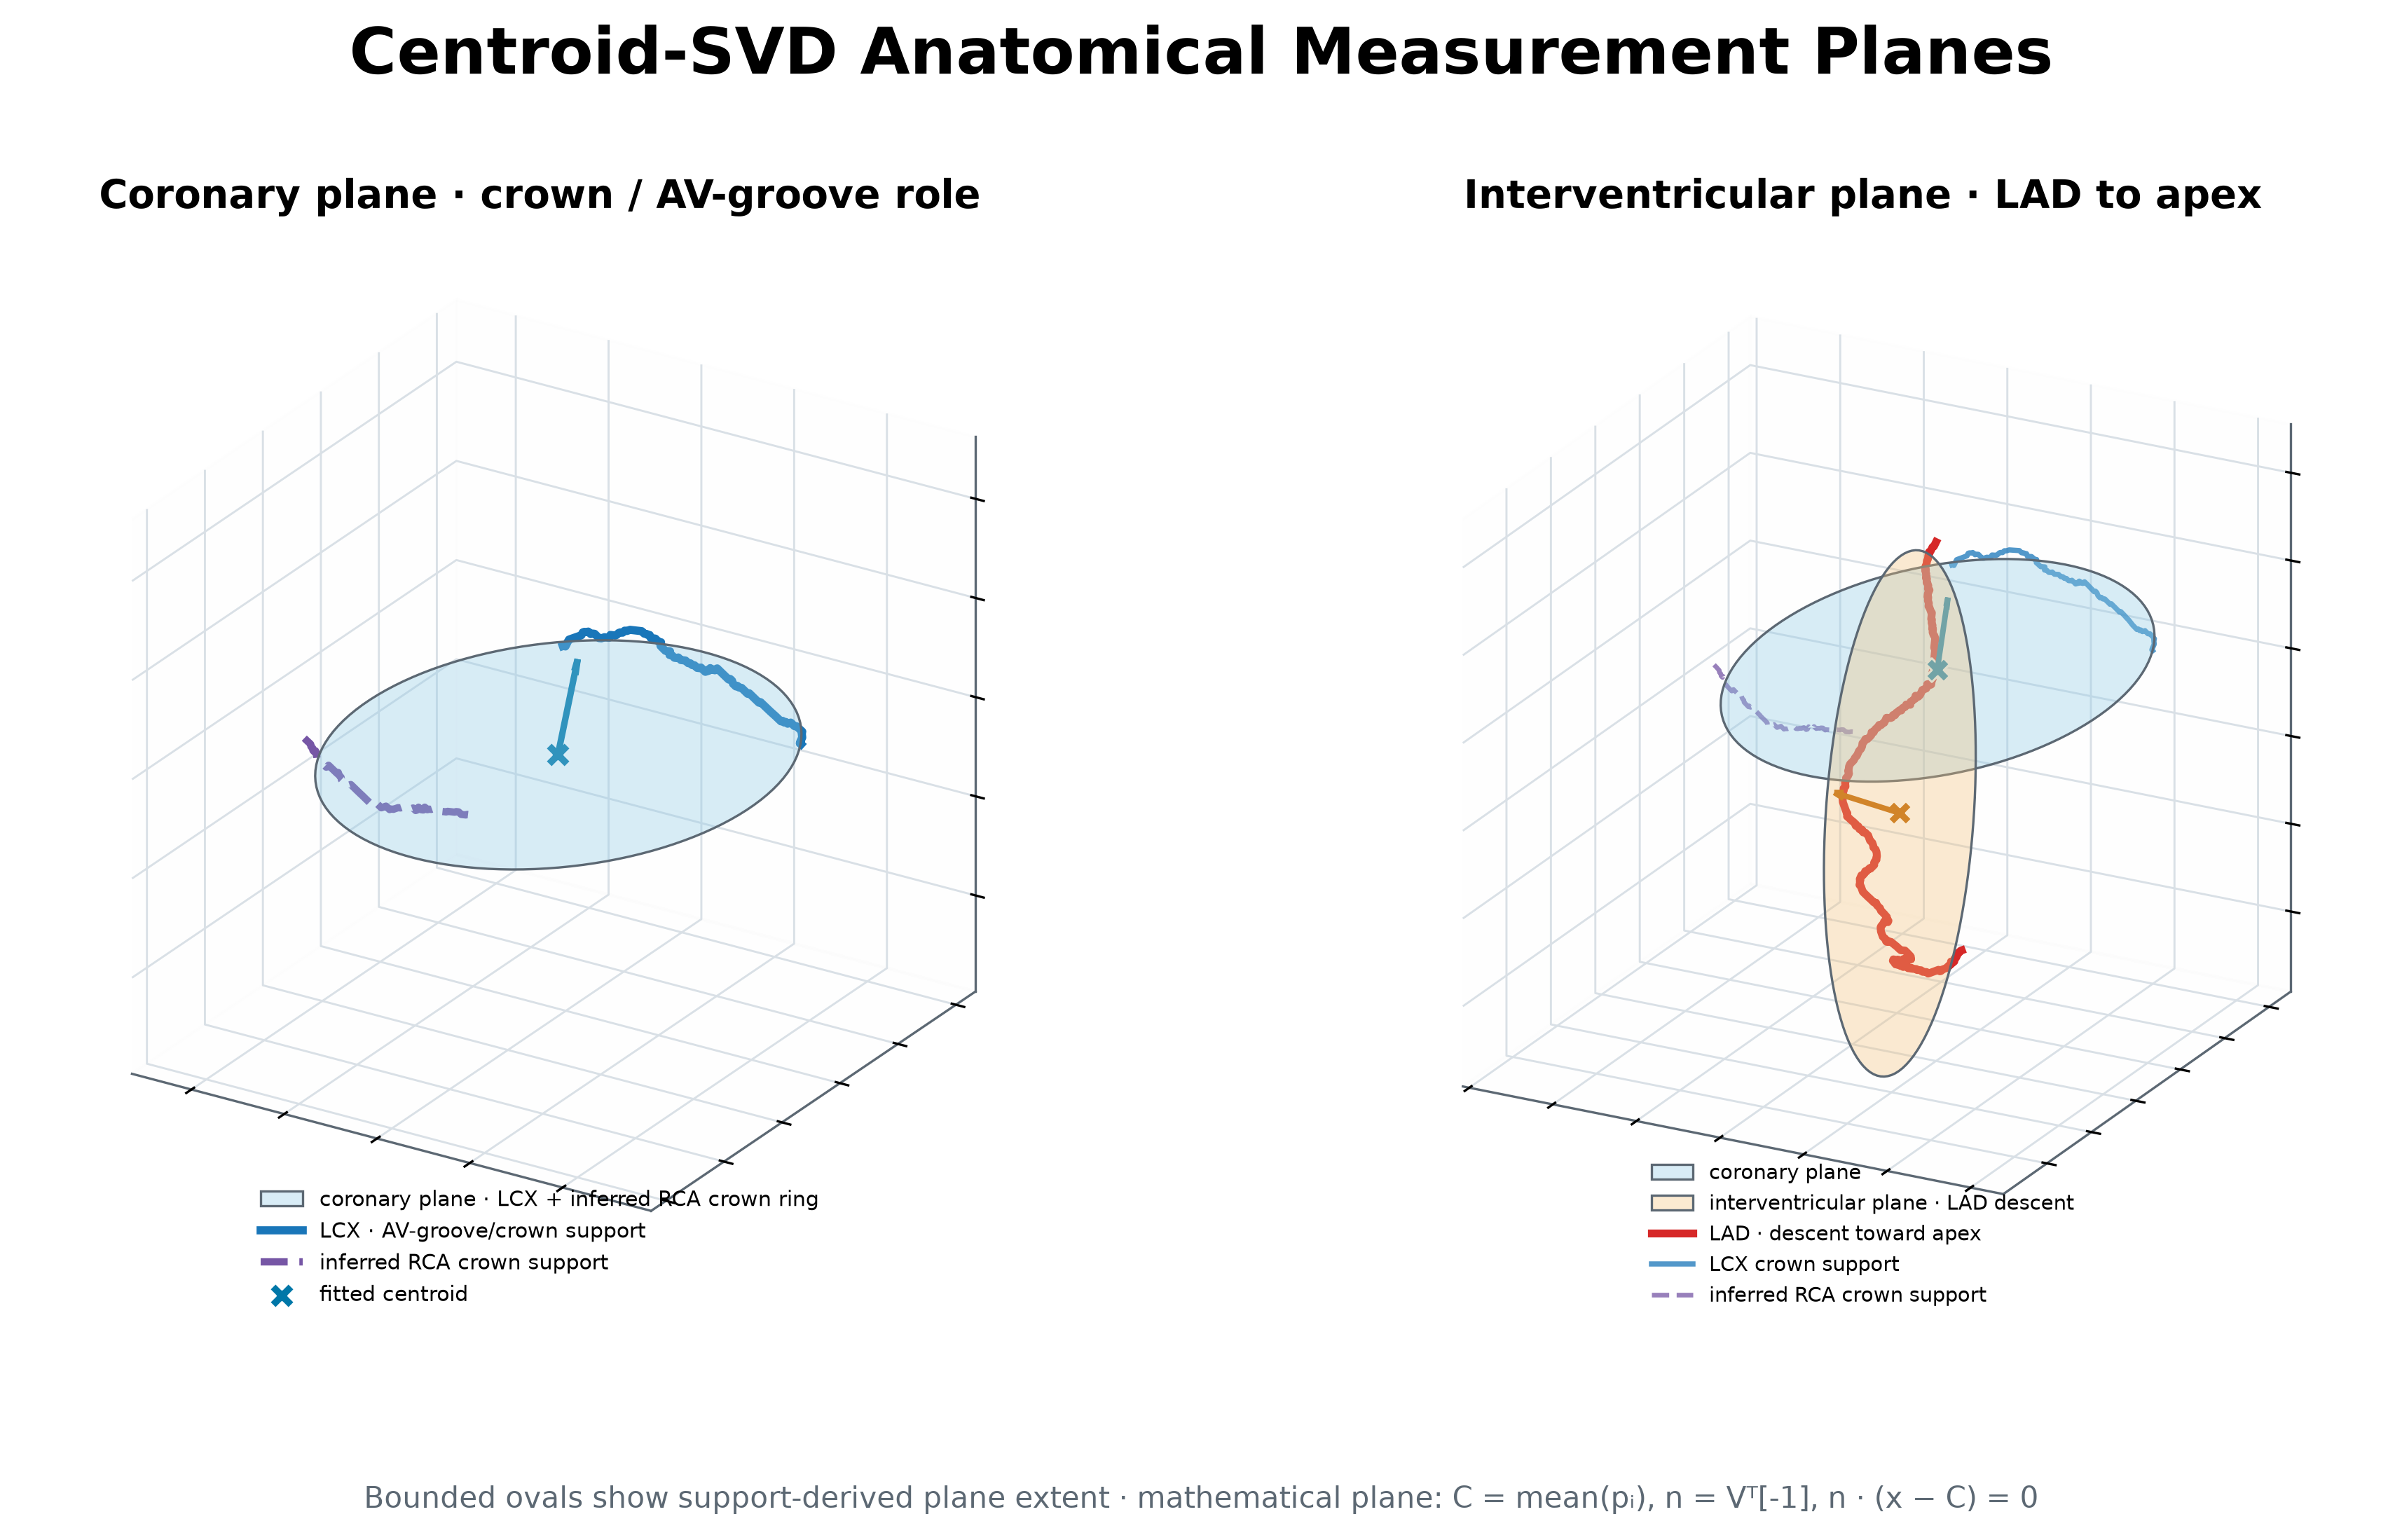 Centroid-SVD Anatomical Measurement Planes
Coronary plane · crown / AV-groove role
Interventricular plane · LAD to apex
coronary plane · LCX + inferred RCA crown ring
LCX · AV-groove/crown support
inferred RCA crown support
fitted centroid
coronary plane
interventricular plane · LAD descent
LAD · descent toward apex
LCX crown support
inferred RCA crown support
Bounded ovals show support-derived plane extent · mathematical plane: C = mean(pᵢ), n = Vᵀ[-1], n · (x − C) = 0